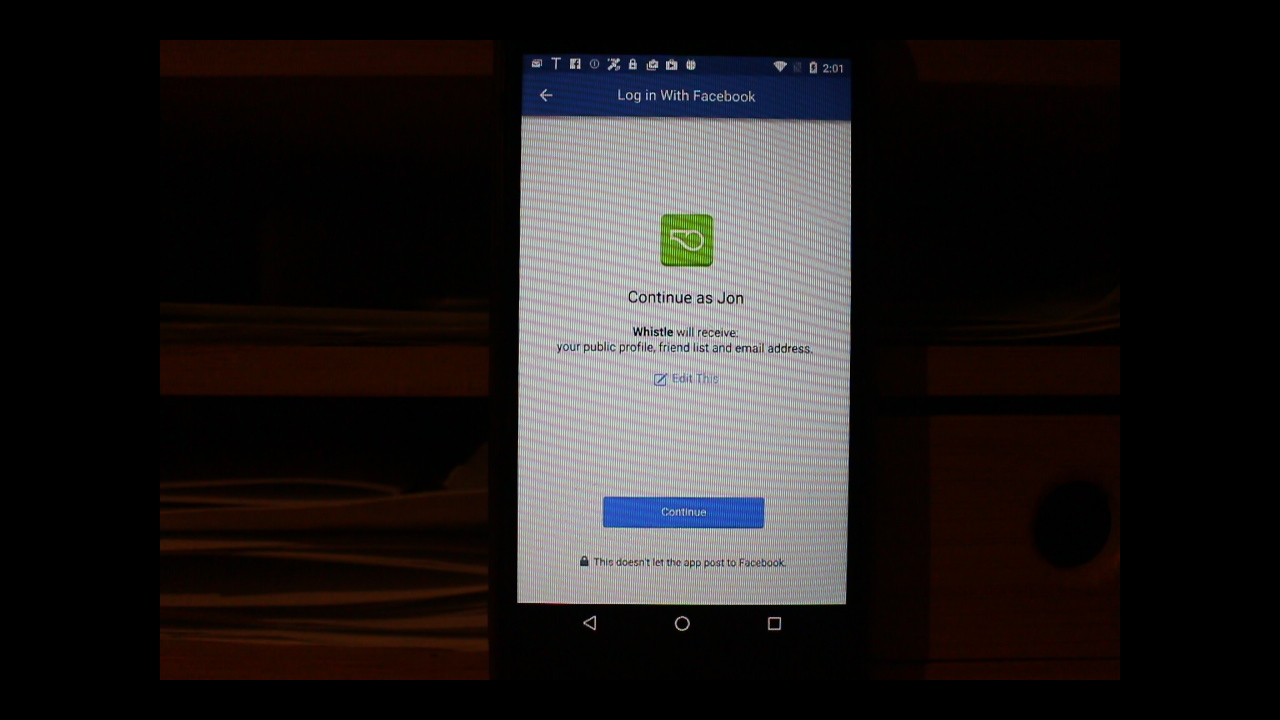 2:01
Log in With Facebook
Continue as Jon
Whistle will receive:
your public profile, friend list and email address.
Edit This
Continue
This doesn't let the app post to Facebook.